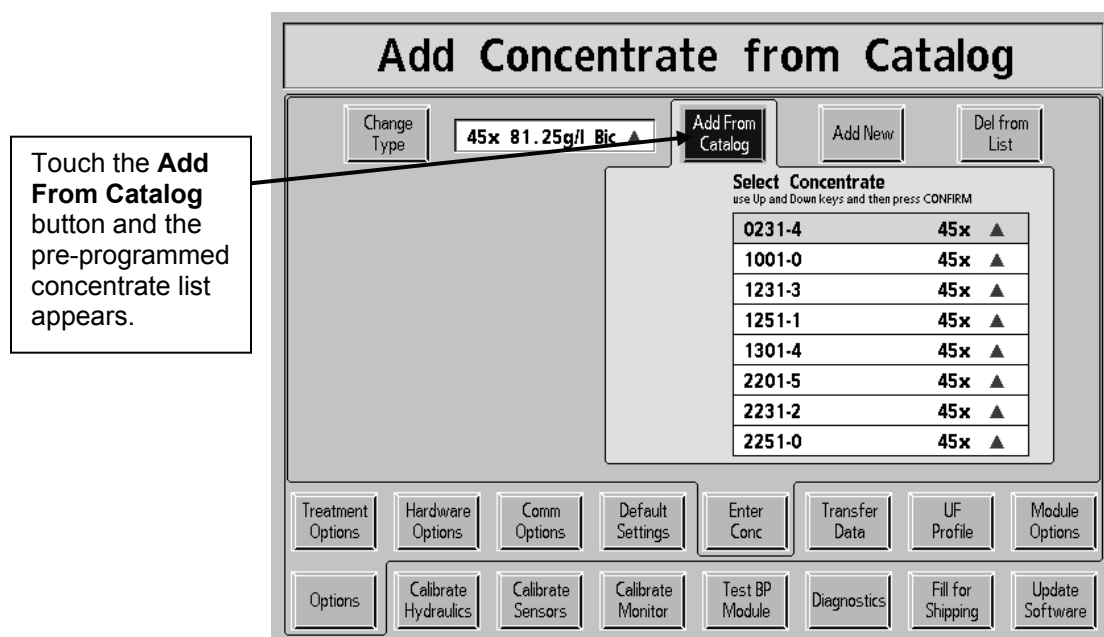 Add Concentrate from Catalog
Touch the Add
From Catalog
button and the
pre-programmed
concentrate list
appears.
Change
Type
45x 81.25g/l Bic ▲
Add From
Catalog
Add New
Del from
List
Select Concentrate
use Up and Down keys and then press CONFIRM
0231-4 45x ▲
1001-0 45x ▲
1231-3 45x ▲
1251-1 45x ▲
1301-4 45x ▲
2201-5 45x ▲
2231-2 45x ▲
2251-0 45x ▲
Treatment
Options
Hardware
Options
Comm
Options
Default
Settings
Enter
Conc
Transfer
Data
UF
Profile
Module
Options
Options
Calibrate
Hydraulics
Calibrate
Sensors
Calibrate
Monitor
Test BP
Module
Diagnostics
Fill for
Shipping
Update
Software